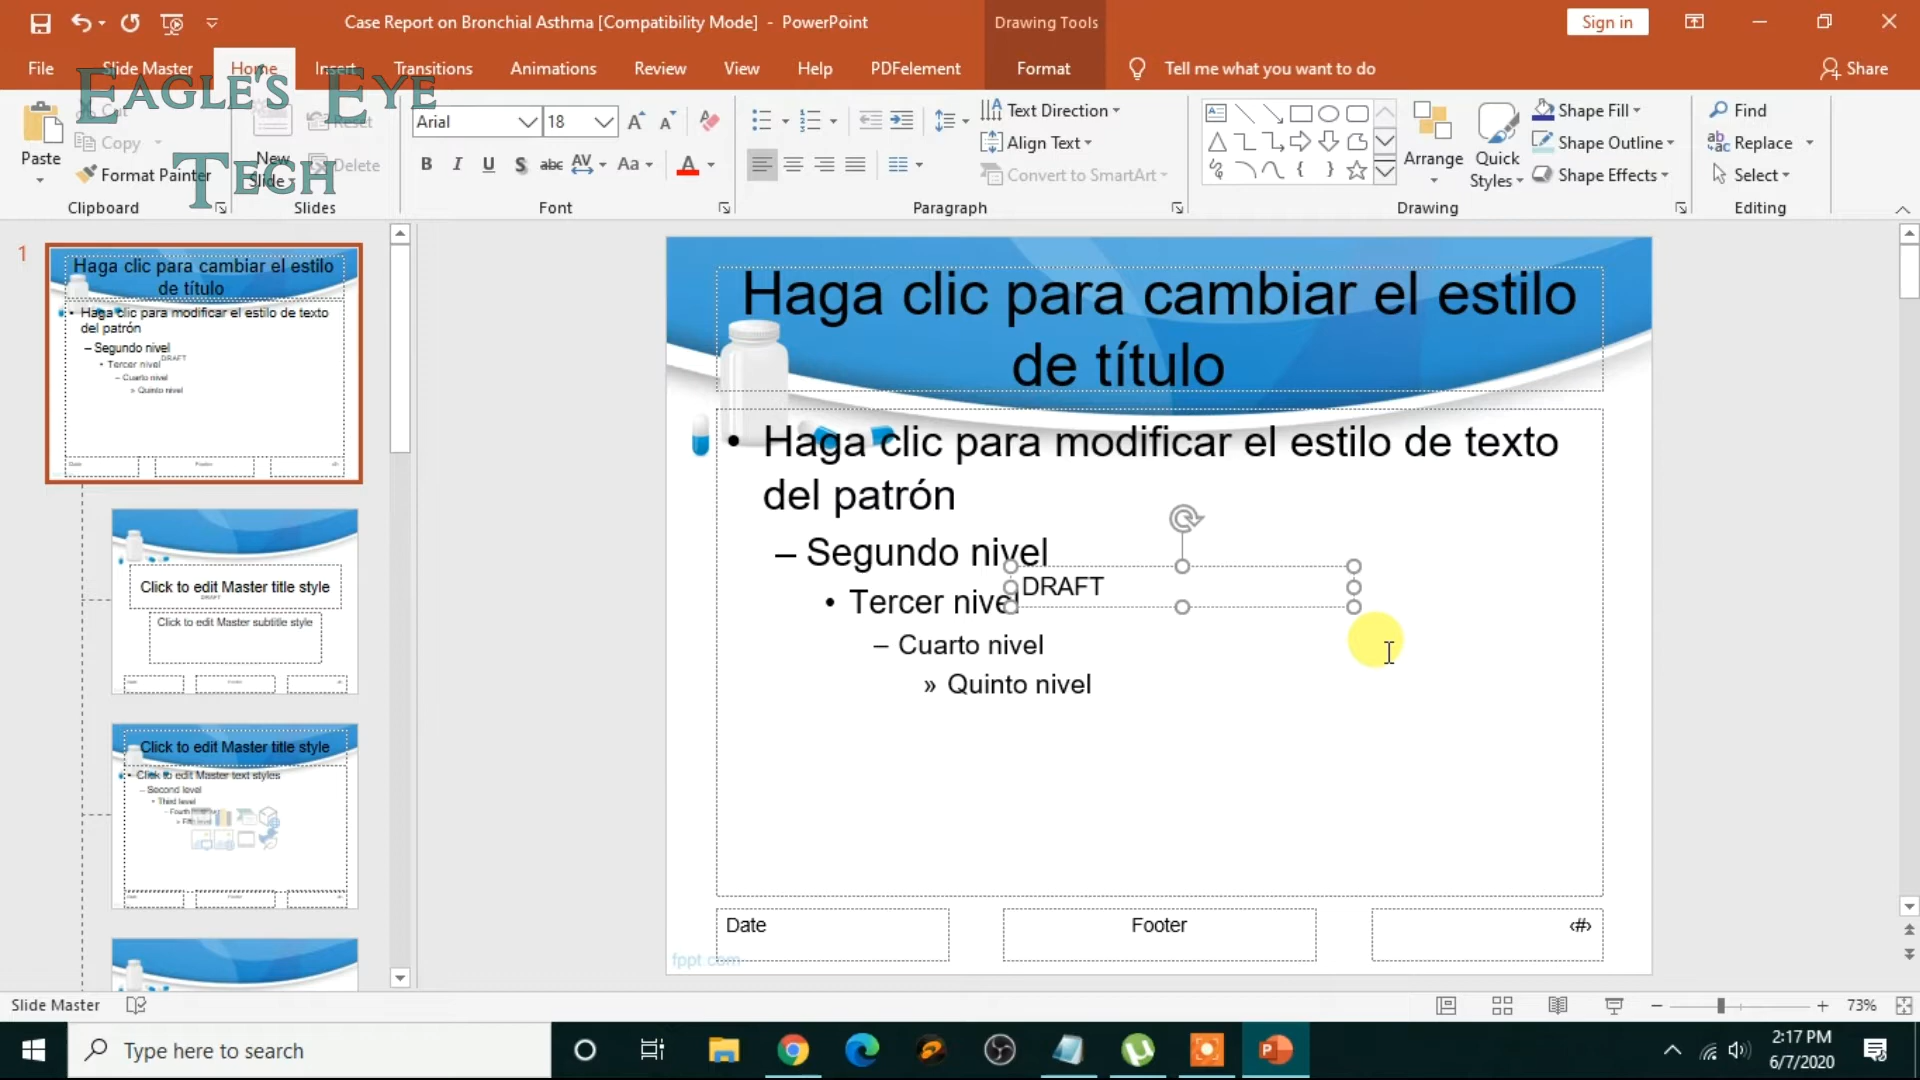 Case Report on Bronchial Asthma [Compatibility Mode] - PowerPoint
Drawing Tools
Sign in
File
Slide Master
Home
Insert
Transitions
Animations
Review
View
Help
PDFelement
Format
Tell me what you want to do
Share
EAGLE'S EYE
TECH
Paste
Cut
Copy
Format Painter
Clipboard
New
Slide
Reset
Delete
Slides
Arial
18
Font
Text Direction
Align Text
Convert to SmartArt
Paragraph
Arrange
Quick
Styles
Shape Fill
Shape Outline
Shape Effects
Drawing
Find
Replace
Select
Editing
1
Haga clic para cambiar el estilo
de título
• Haga clic para modificar el estilo de texto
del patrón
– Segundo nivel
DRAFT
• Tercer nivel
– Cuarto nivel
» Quinto nivel
Date
Footer
Click to edit Master title style
DRAFT
Click to edit Master subtitle style
Click to edit Master title style
• Click to edit Master text styles
– Second level
• Third level
Haga clic para cambiar el estilo
de título
• Haga clic para modificar el estilo de texto
del patrón
– Segundo nivel
DRAFT
• Tercer nivel
– Cuarto nivel
» Quinto nivel
Date
Footer
‹#›
fppt com
Slide Master
73%
Type here to search
2:17 PM
6/7/2020